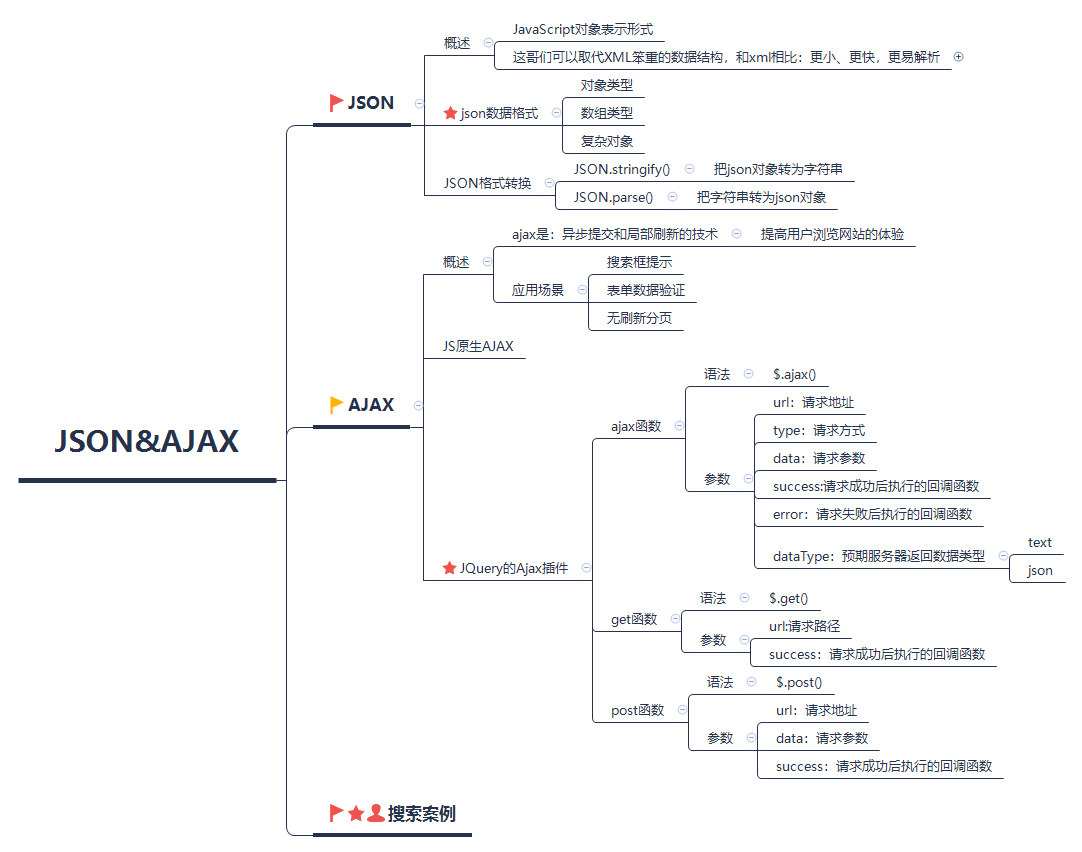 JSON&AJAX
JSON
概述
JavaScript对象表示形式
这哥们可以取代XML笨重的数据结构，和xml相比：更小、更快，更易解析
json数据格式
对象类型
数组类型
复杂对象
JSON格式转换
JSON.stringify()
把json对象转为字符串
JSON.parse()
把字符串转为json对象
AJAX
概述
ajax是：异步提交和局部刷新的技术
提高用户浏览网站的体验
应用场景
搜索框提示
表单数据验证
无刷新分页
JS原生AJAX
JQuery的Ajax插件
ajax函数
语法
$.ajax()
参数
url：请求地址
type：请求方式
data：请求参数
success:请求成功后执行的回调函数
error：请求失败后执行的回调函数
dataType：预期服务器返回数据类型
text
json
get函数
语法
$.get()
参数
url:请求路径
success：请求成功后执行的回调函数
post函数
语法
$.post()
参数
url：请求地址
data：请求参数
success：请求成功后执行的回调函数
搜索案例